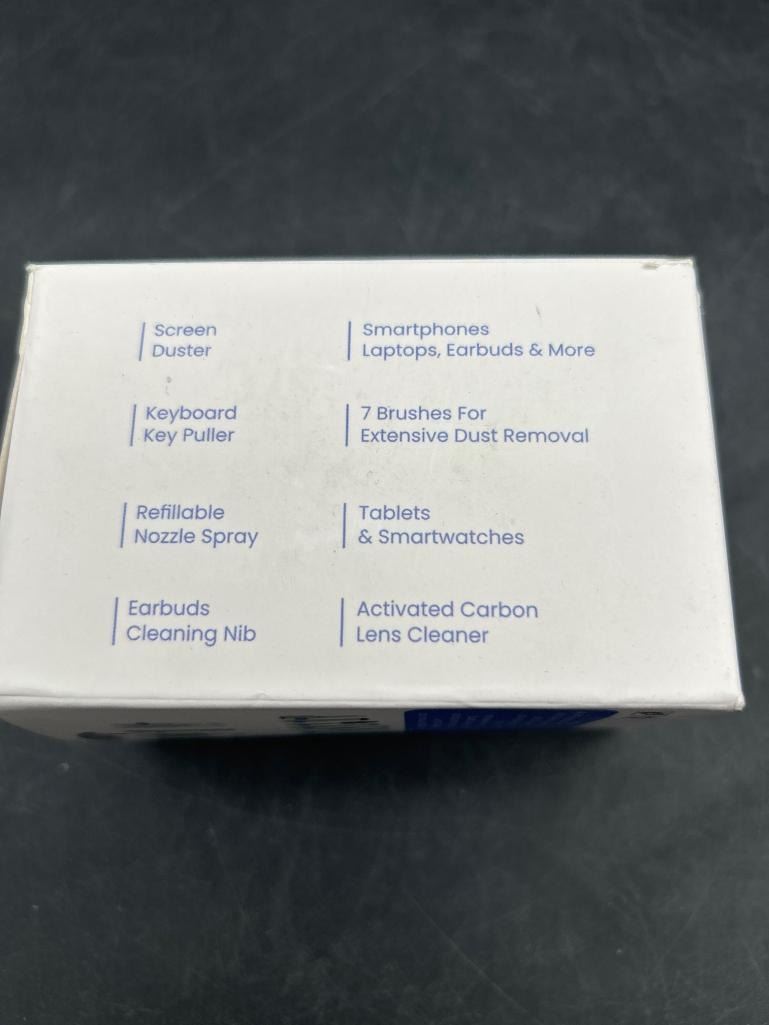 Screen
Duster
Smartphones
Laptops, Earbuds & More
Keyboard
Key Puller
7 Brushes For
Extensive Dust Removal
Refillable
Nozzle Spray
Tablets
& Smartwatches
Earbuds
Cleaning Nib
Activated Carbon
Lens Cleaner